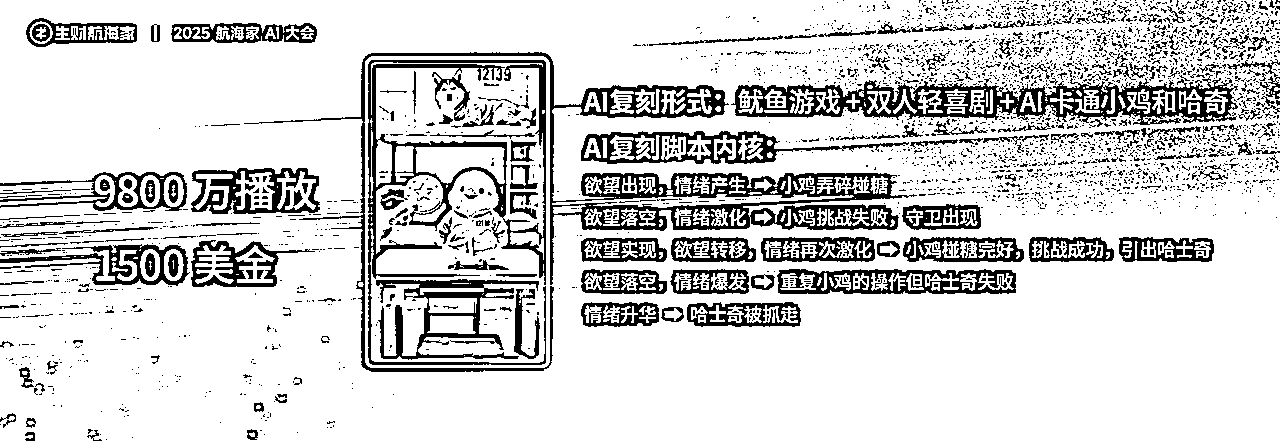 生财航海家 | 2025 航海家 AI 大会
12139
AI复刻形式：鱿鱼游戏 + 双人轻喜剧 + AI 卡通小鸡和哈奇
AI复刻脚本内核：
9800 万播放
欲望出现，情绪产生 ➡ 小鸡弄碎碰糖
欲望落空，情绪激化 ➡ 小鸡挑战失败，守卫出现
欲望实现，欲望转移，情绪再次激化 ➡ 小鸡碰糖完好，挑战成功，引出哈士奇
1500 美金
欲望落空，情绪爆发 ➡ 重复小鸡的操作但哈士奇失败
情绪升华 ➡ 哈士奇被抓走